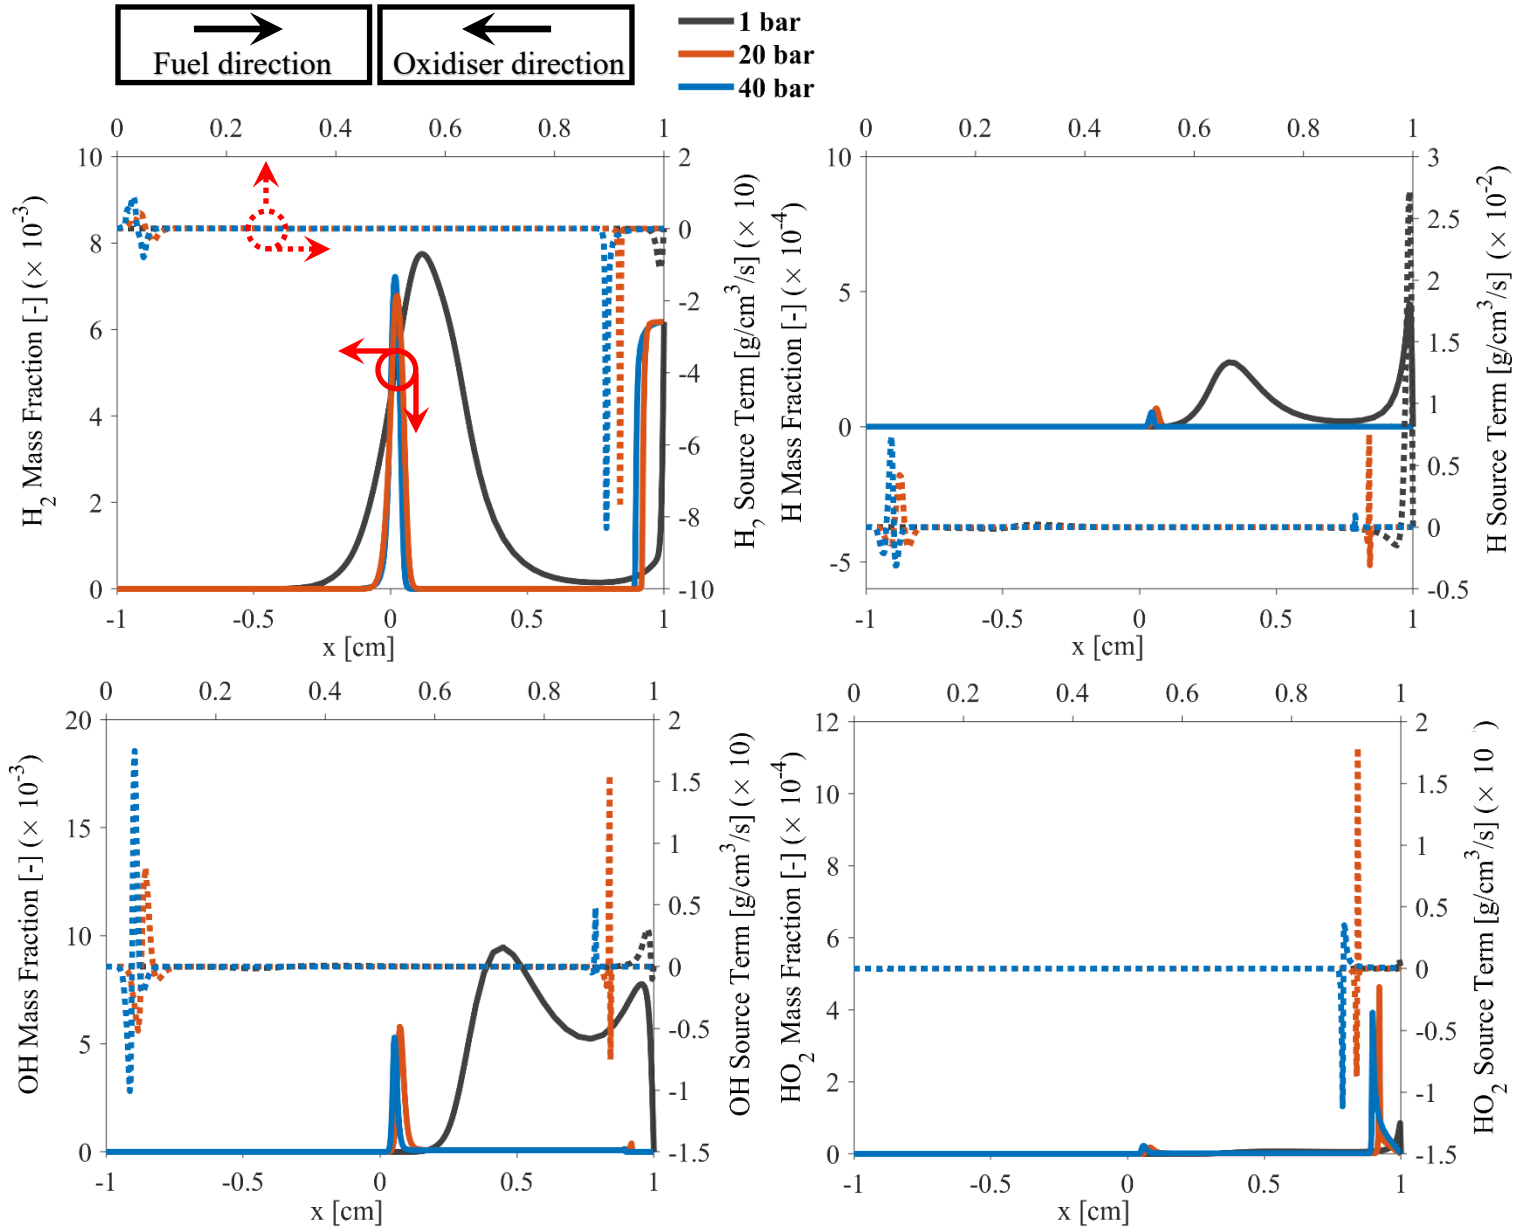 Fuel direction
Oxidiser direction
1 bar
20 bar
40 bar
0 0.2 0.4 0.6 0.8 1
10
8
6
4
2
0
H2 Mass Fraction [-] (× 10^-3)
2
0
-2
-4
-6
-8
-10
H2 Source Term [g/cm^3/s] (× 10)
-1 -0.5 0 0.5 1
x [cm]
0 0.2 0.4 0.6 0.8 1
10
5
0
-5
H Mass Fraction [-] (× 10^-4)
3
2.5
2
1.5
1
0.5
0
-0.5
H Source Term [g/cm^3/s] (× 10^-2)
-1 -0.5 0 0.5 1
x [cm]
0 0.2 0.4 0.6 0.8 1
20
15
10
5
0
OH Mass Fraction [-] (× 10^-3)
2
1.5
1
0.5
0
-0.5
-1
-1.5
OH Source Term [g/cm^3/s] (× 10)
-1 -0.5 0 0.5 1
x [cm]
0 0.2 0.4 0.6 0.8 1
12
10
8
6
4
2
0
HO2 Mass Fraction [-] (× 10^-4)
2
1.5
1
0.5
0
-0.5
-1
-1.5
HO2 Source Term [g/cm^3/s] (× 10
-1 -0.5 0 0.5 1
x [cm]